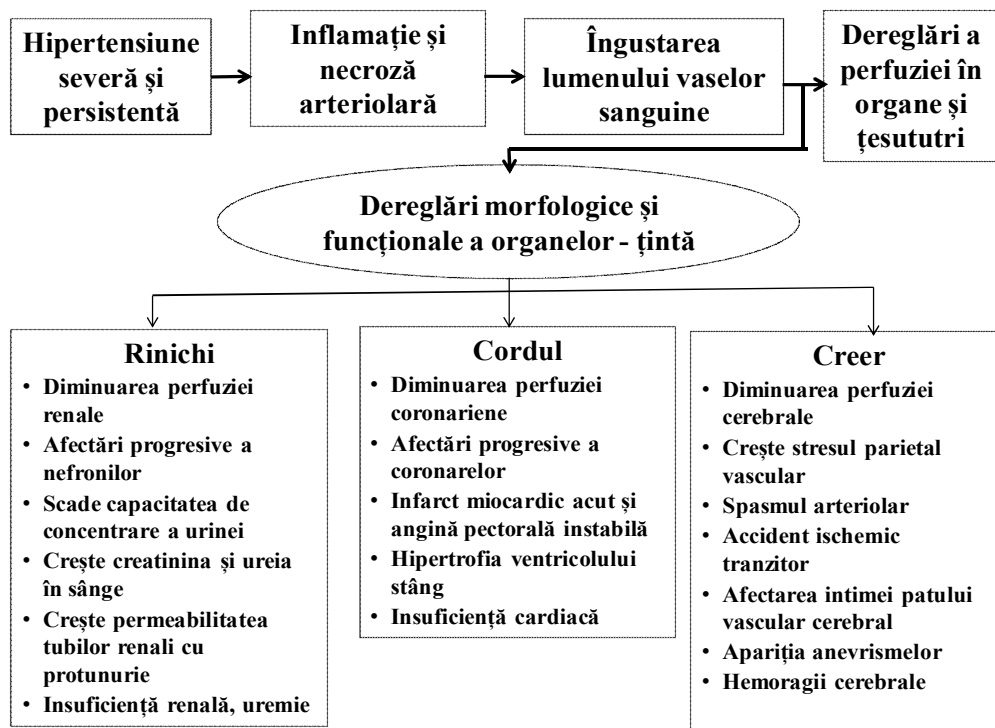 Hipertensiune
severă și
persistentă
Inflamație și
necroză
arteriolară
Îngustarea
lumenului vaselor
sanguine
Dereglări a
perfuziei în
organe și
țesututri
Dereglări morfologice și
funcționale a organelor - țintă
Rinichi
• Diminuarea perfuziei
renale
• Afectări progresive a
nefronilor
• Scade capacitatea de
concentrare a urinei
• Crește creatinina și ureia
în sânge
• Crește permeabilitatea
tubilor renali cu
protunurie
• Insuficiență renală, uremie
Cordul
• Diminuarea perfuziei
coronariene
• Afectări progresive a
coronarelor
• Infarct miocardic acut și
angină pectorală instabilă
• Hipertrofia ventricolului
stâng
• Insuficiență cardiacă
Creer
• Diminuarea perfuziei
cerebrale
• Crește stresul parietal
vascular
• Spasmul arteriolar
• Accident ischemic
tranzitor
• Afectarea intimei patului
vascular cerebral
• Apariția anevrismelor
• Hemoragii cerebrale